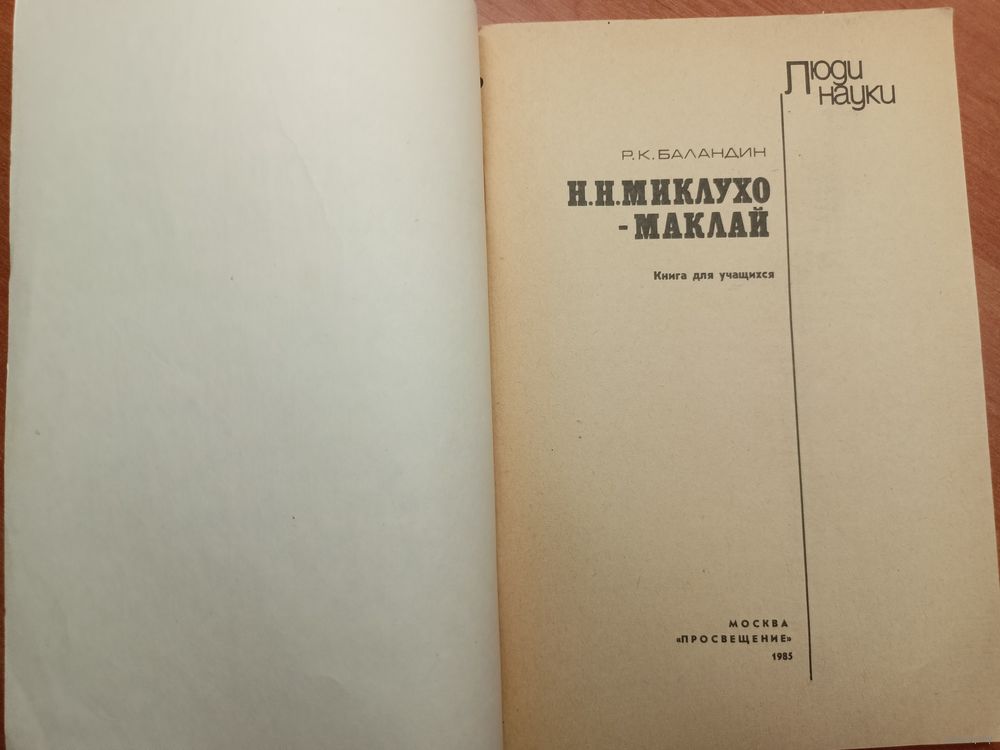 Люди
науки
Р.К.БАЛАНДИН
Н.Н.МИКЛУХО
-МАКЛАЙ
Книга для учащихся
МОСКВА
«ПРОСВЕЩЕНИЕ»
1985